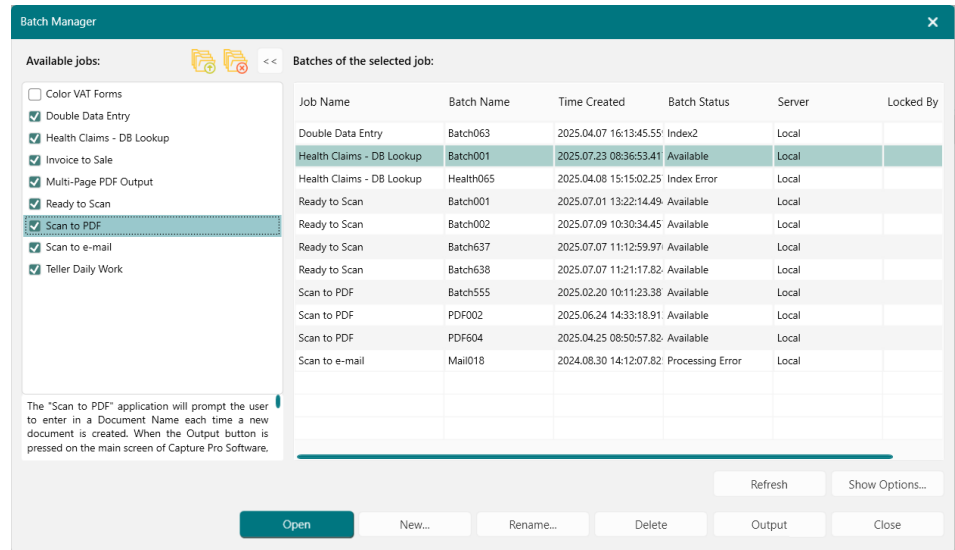 Batch Manager
Available jobs:
<<
Batches of the selected job:
Color VAT Forms
Double Data Entry
Health Claims - DB Lookup
Invoice to Sale
Multi-Page PDF Output
Ready to Scan
Scan to PDF
Scan to e-mail
Teller Daily Work
The "Scan to PDF" application will prompt the user
to enter in a Document Name each time a new
document is created. When the Output button is
pressed on the main screen of Capture Pro Software,
Job Name Batch Name Time Created Batch Status Server Locked By
Double Data Entry Batch063 2025.04.07 16:13:45.55 Index2 Local
Health Claims - DB Lookup Batch001 2025.07.23 08:36:53.41 Available Local
Health Claims - DB Lookup Health065 2025.04.08 15:15:02.25 Index Error Local
Ready to Scan Batch001 2025.07.01 13:22:14.49 Available Local
Ready to Scan Batch002 2025.07.09 10:30:34.45 Available Local
Ready to Scan Batch637 2025.07.07 11:12:59.97 Available Local
Ready to Scan Batch638 2025.07.07 11:21:17.82 Available Local
Scan to PDF Batch555 2025.02.20 10:11:23.38 Available Local
Scan to PDF PDF002 2025.06.24 14:33:18.91 Available Local
Scan to PDF PDF604 2025.04.25 08:50:57.82 Available Local
Scan to e-mail Mail018 2024.08.30 14:12:07.82 Processing Error Local
Refresh Show Options...
Open New... Rename... Delete Output Close